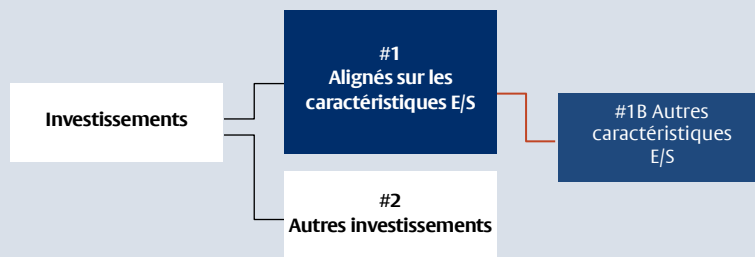 Investissements
#1
Alignés sur les
caractéristiques E/S
#1B Autres
caractéristiques
E/S
#2
Autres investissements